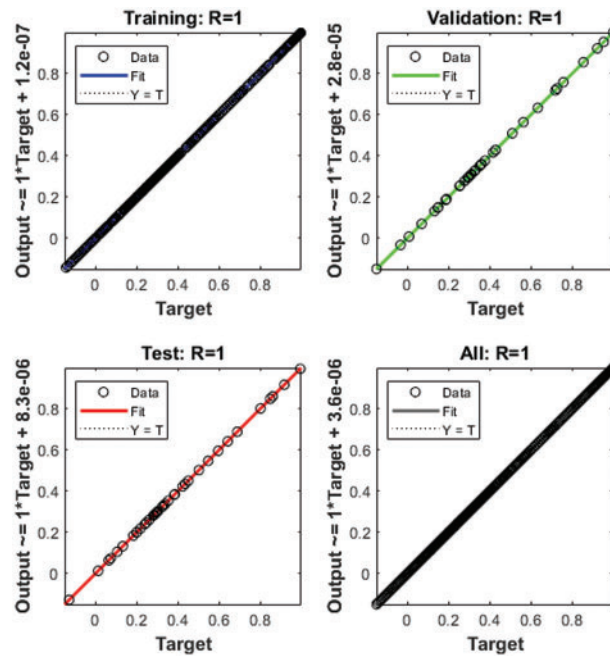 Training: R=1
Output ~= 1*Target + 1.2e-07
Data
Fit
Y = T
0.8
0.6
0.4
0.2
0
0
0.2
0.4
0.6
0.8
Target
Validation: R=1
Output ~= 1*Target + 2.8e-05
Data
Fit
Y = T
0.8
0.6
0.4
0.2
0
0
0.2
0.4
0.6
0.8
Target
Test: R=1
Output ~= 1*Target + 8.3e-06
Data
Fit
Y = T
0.8
0.6
0.4
0.2
0
0
0.2
0.4
0.6
0.8
Target
All: R=1
Output ~= 1*Target + 3.6e-06
Data
Fit
Y = T
0.8
0.6
0.4
0.2
0
0
0.2
0.4
0.6
0.8
Target